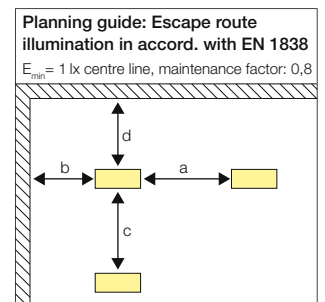 Planning guide: Escape route
illumination in accord. with EN 1838
Emin= 1 lx centre line, maintenance factor: 0,8
d
b a
c